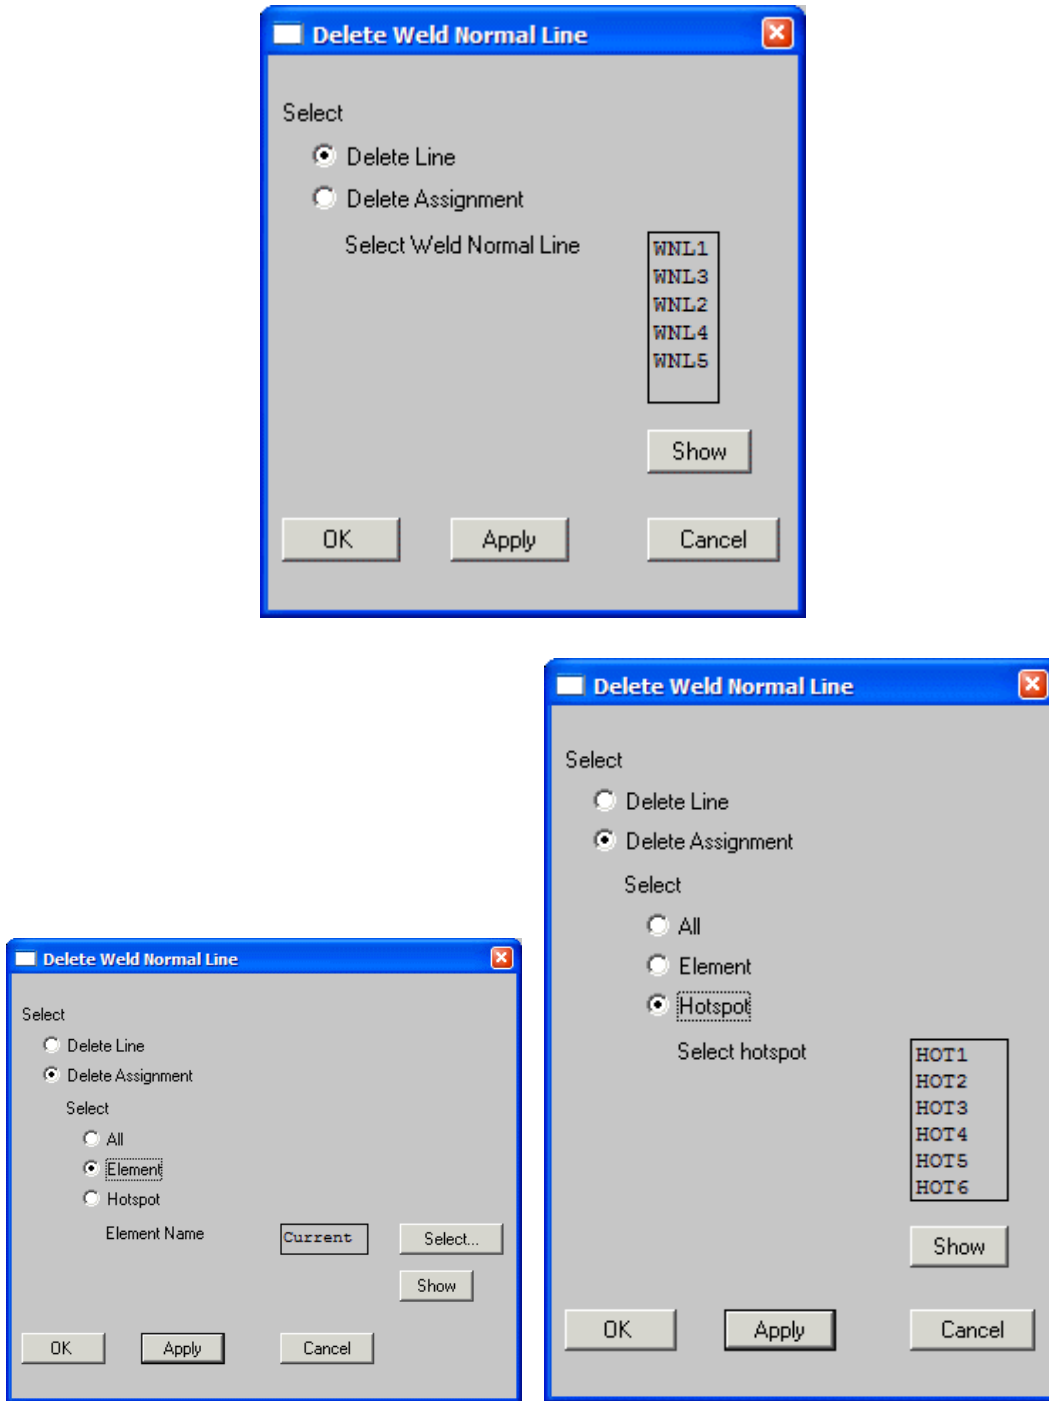 Delete Weld Normal Line
Select
Delete Line
Delete Assignment
Select Weld Normal Line
WNL1
WNL3
WNL2
WNL4
WNL5
Show
OK Apply Cancel
Delete Weld Normal Line
Select
Delete Line
Delete Assignment
Select
All
Element
Hotspot
Element Name Current Select...
Show
OK Apply Cancel
Delete Weld Normal Line
Select
Delete Line
Delete Assignment
Select
All
Element
Hotspot
Select hotspot
HOT1
HOT2
HOT3
HOT4
HOT5
HOT6
Show
OK Apply Cancel